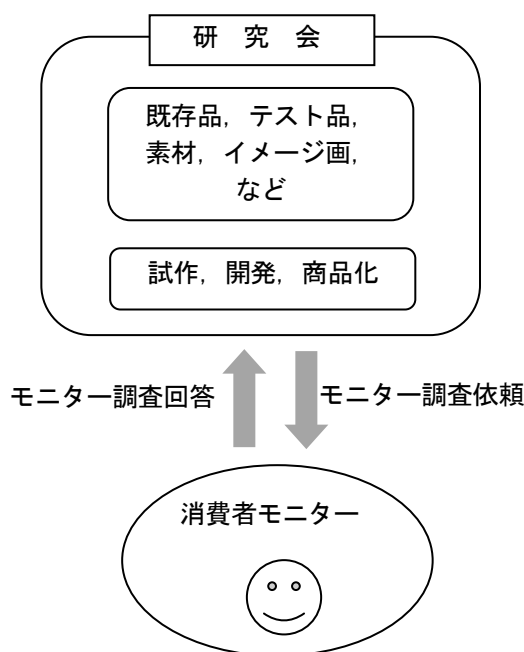 研 究 会
既存品，テスト品，
素材，イメージ画，
など
試作，開発，商品化
モニター調査回答
モニター調査依頼
消費者モニター